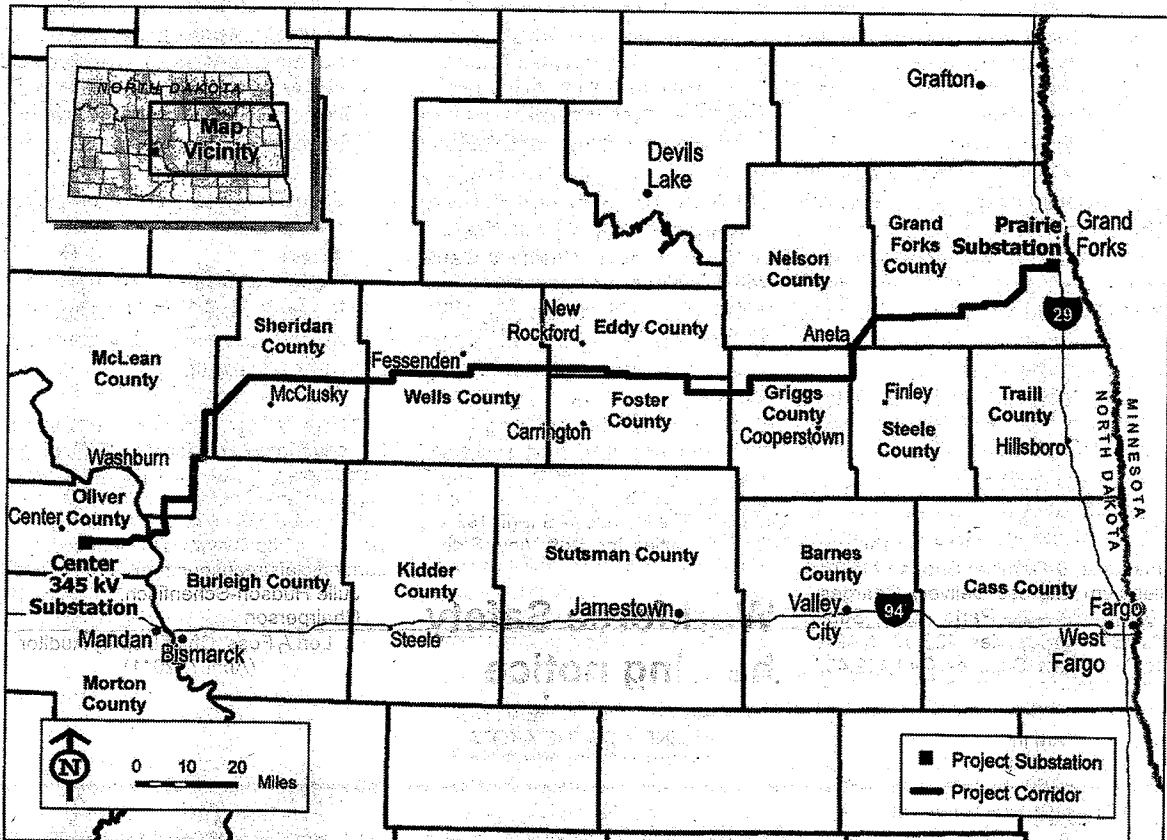 NORTH DAKOTA
Map
Vicinity
Grafton
Devils
Lake
Grand
Forks
County
Prairie
Substation
Grand
Forks
Nelson
County
29
New
Rockford
Eddy County
Aneta
Sheridan
County
McLean
County
Fessenden
McClusky
Wells County
Foster
County
Carrington
Griggs
County
Cooperstown
Finley
Steele
County
Traill
County
Hillsboro
MINNESOTA
NORTH DAKOTA
Washburn
Oliver
County
Center
Center
345 kV
Substation
Burleigh County
Kidder
County
Stutsman County
Barnes
County
Cass County
Jamestown
Valley
City
94
Fargo
West
Fargo
Mandan
Bismarck
Steele
Morton
County
N
0 10 20
Miles
Project Substation
Project Corridor